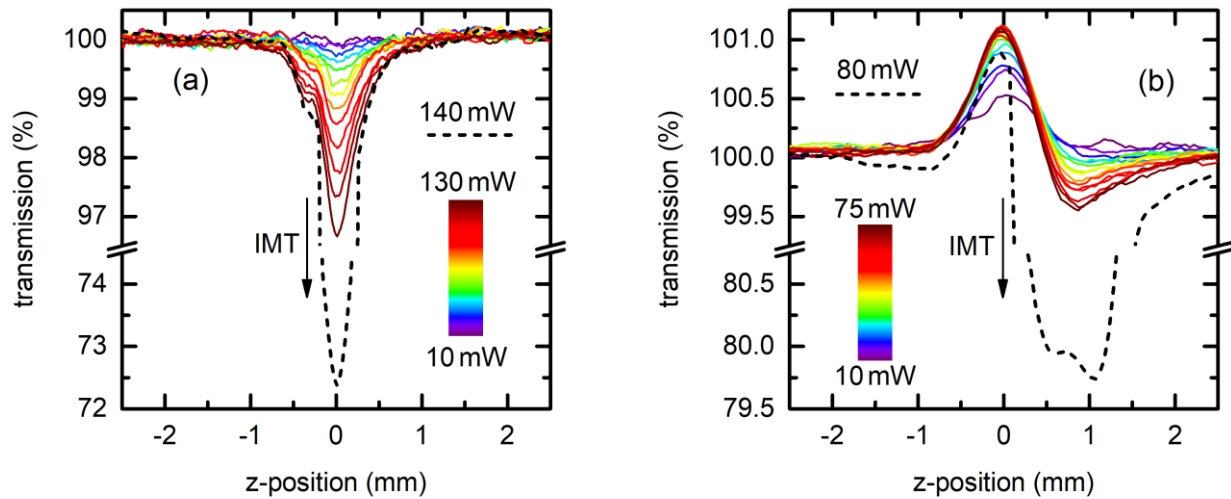 100
99
98
97
74
73
72
(a)
140 mW
130 mW
IMT
10 mW
transmission (%)
-2 -1 0 1 2
z-position (mm)
101.0
100.5
100.0
99.5
80.5
80.0
79.5
80 mW
(b)
75 mW
IMT
10 mW
transmission (%)
-2 -1 0 1 2
z-position (mm)